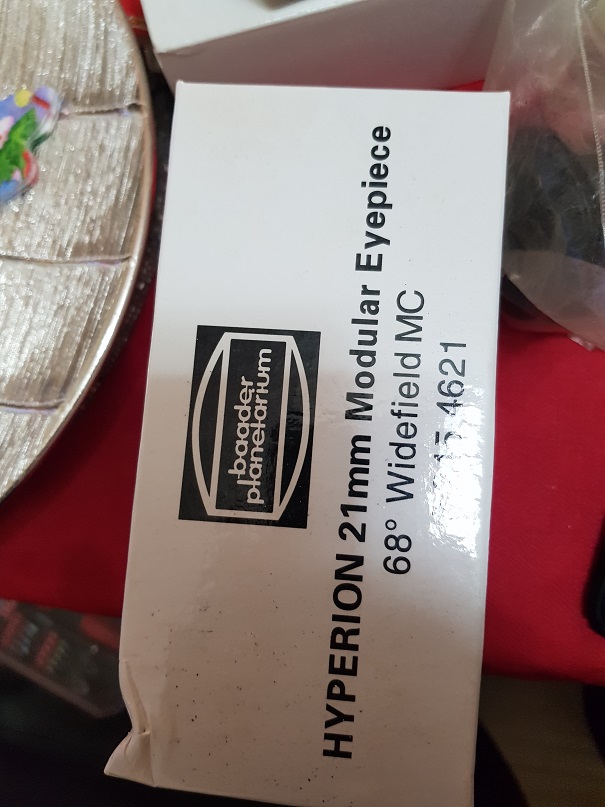 baader
planetarium
HYPERION 21mm Modular Eyepiece
68° Widefield MC
4621